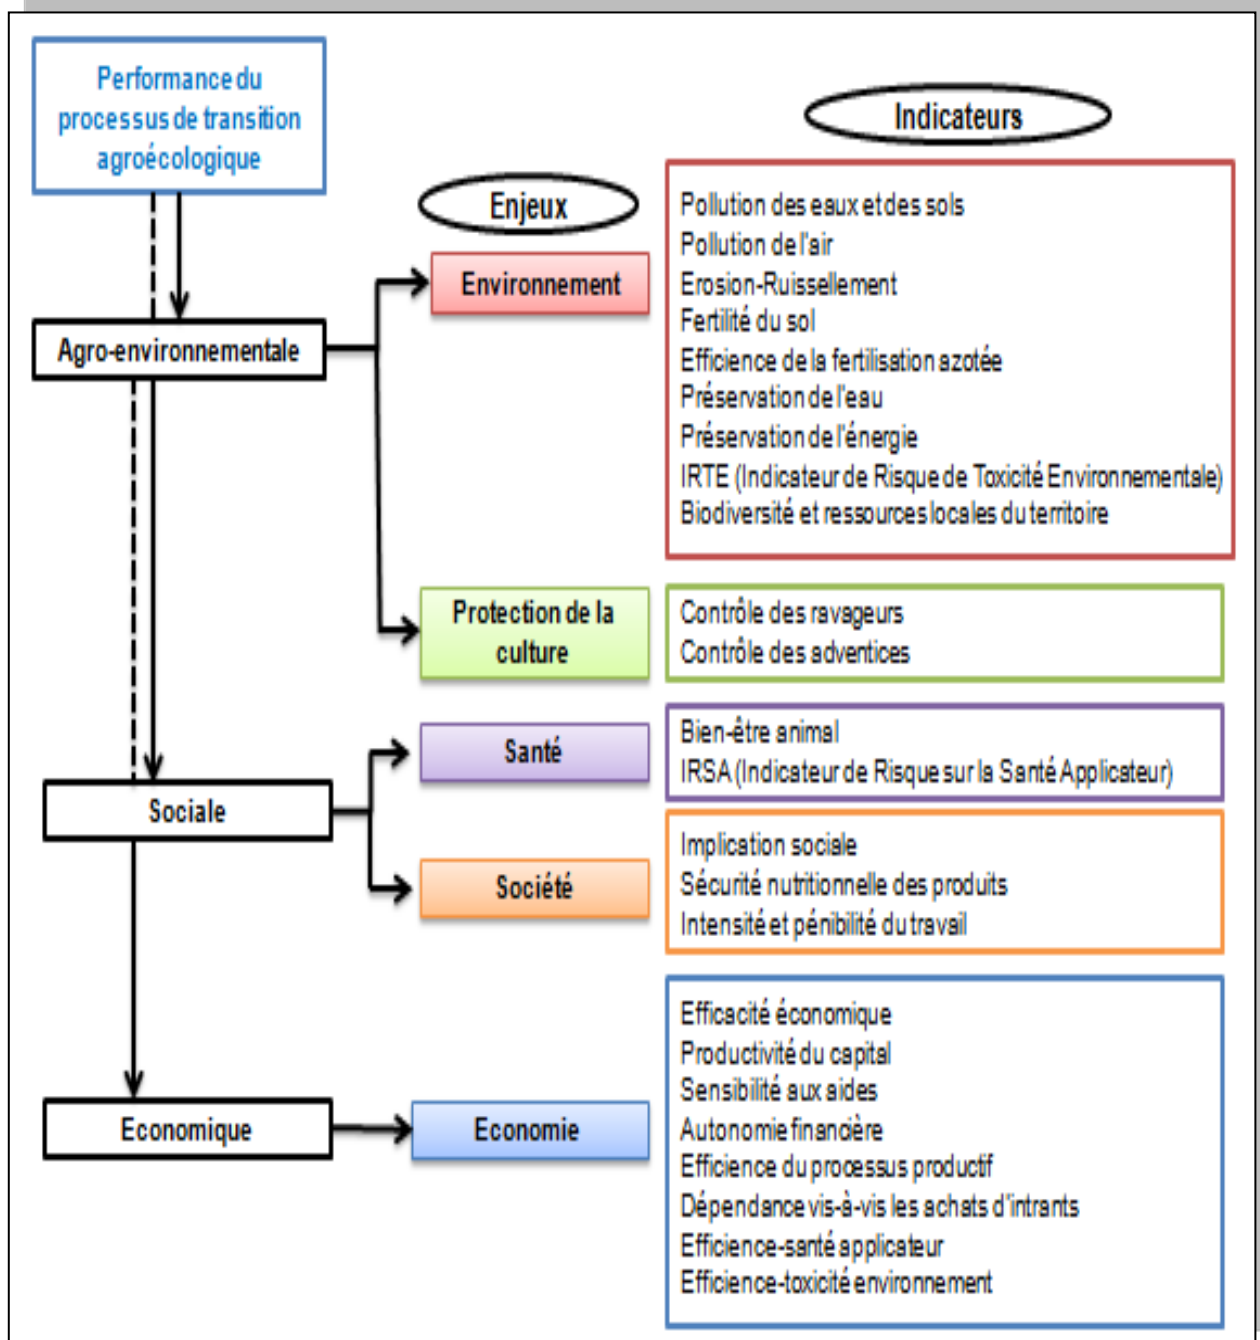 Performance du
processus de transition
agroécologique
Indicateurs
Enjeux
Agro-environnementale
Environnement
Pollution des eaux et des sols
Pollution de l'air
Erosion-Ruissellement
Fertilité du sol
Efficience de la fertilisation azotée
Préservation de l'eau
Préservation de l'énergie
IRTE (Indicateur de Risque de Toxicité Environnementale)
Biodiversité et ressources locales du territoire
Protection de la
culture
Contrôle des ravageurs
Contrôle des adventices
Sociale
Santé
Bien-être animal
IRSA (Indicateur de Risque sur la Santé Applicateur)
Société
Implication sociale
Sécurité nutritionnelle des produits
Intensité et pénibilité du travail
Economique
Economie
Efficacité économique
Productivité du capital
Sensibilité aux aides
Autonomie financière
Efficience du processus productif
Dépendance vis-à-vis les achats d'intrants
Efficience-santé applicateur
Efficience-toxicité environnement